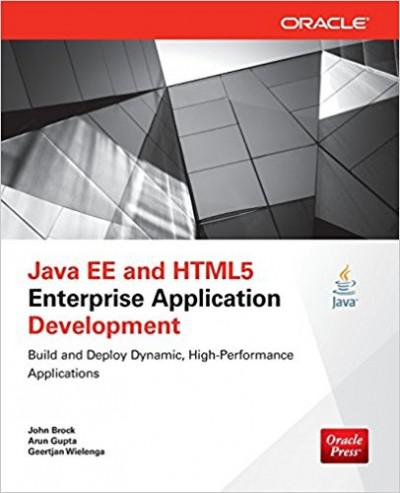 ORACLE
Java EE and HTML5
Enterprise Application
Development
Java
Build and Deploy Dynamic, High-Performance
Applications
John Brock
Arun Gupta
Geertjan Wielenga
Oracle
Press